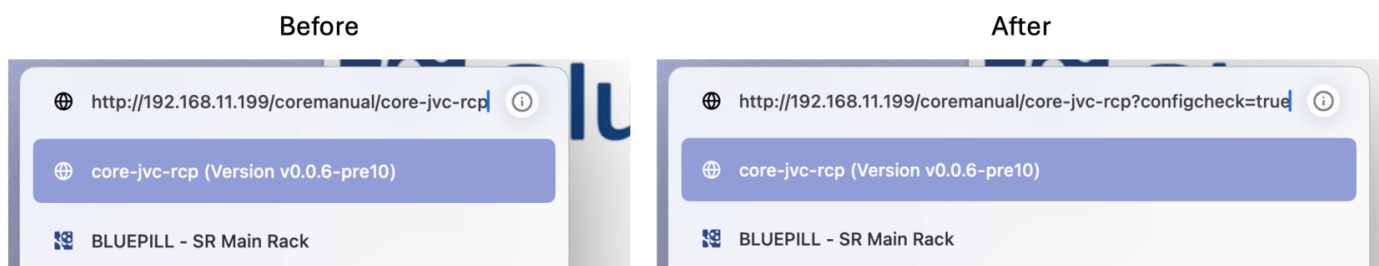 Before
http://192.168.11.199/coremanual/core-jvc-rcp
core-jvc-rcp (Version v0.0.6-pre10)
BLUEPILL - SR Main Rack
After
http://192.168.11.199/coremanual/core-jvc-rcp?configcheck=true
core-jvc-rcp (Version v0.0.6-pre10)
BLUEPILL - SR Main Rack